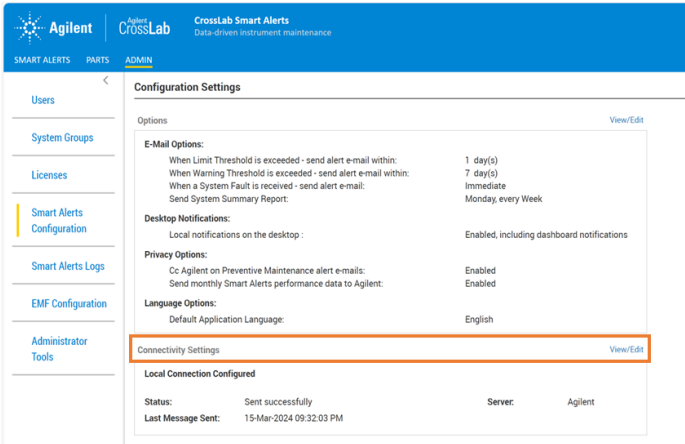 Agilent
Agilent
CrossLab
CrossLab Smart Alerts
Data-driven instrument maintenance
SMART ALERTS PARTS ADMIN
Users
System Groups
Licenses
Smart Alerts
Configuration
Smart Alerts Logs
EMF Configuration
Administrator
Tools
Configuration Settings
Options View/Edit
E-Mail Options:
When Limit Threshold is exceeded - send alert e-mail within: 1 day(s)
When Warning Threshold is exceeded - send alert e-mail within: 7 day(s)
When a System Fault is received - send alert e-mail: Immediate
Send System Summary Report: Monday, every Week
Desktop Notifications:
Local notifications on the desktop : Enabled, including dashboard notifications
Privacy Options:
Cc Agilent on Preventive Maintenance alert e-mails: Enabled
Send monthly Smart Alerts performance data to Agilent: Enabled
Language Options:
Default Application Language: English
Connectivity Settings View/Edit
Local Connection Configured
Status: Sent successfully Server: Agilent
Last Message Sent: 15-Mar-2024 09:32:03 PM